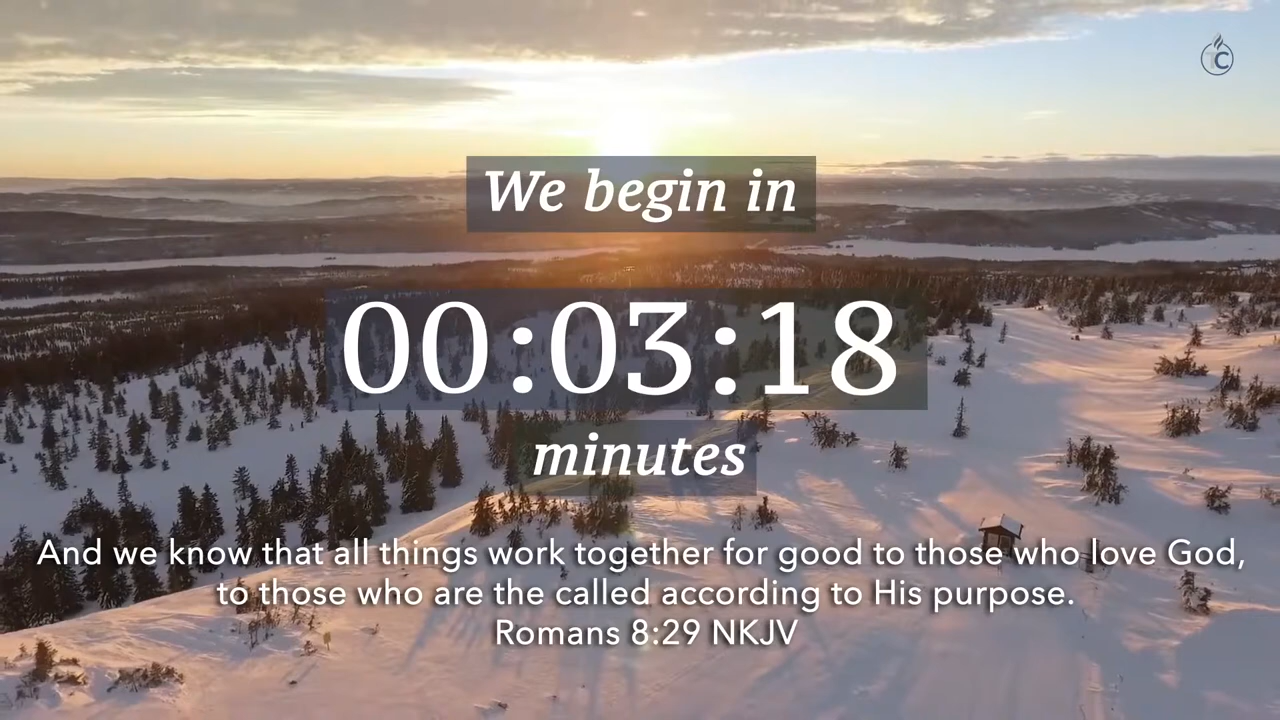 C
We begin in
00:03:18
minutes
And we know that all things work together for good to those who love God,
to those who are the called according to His purpose.
Romans 8:29 NKJV